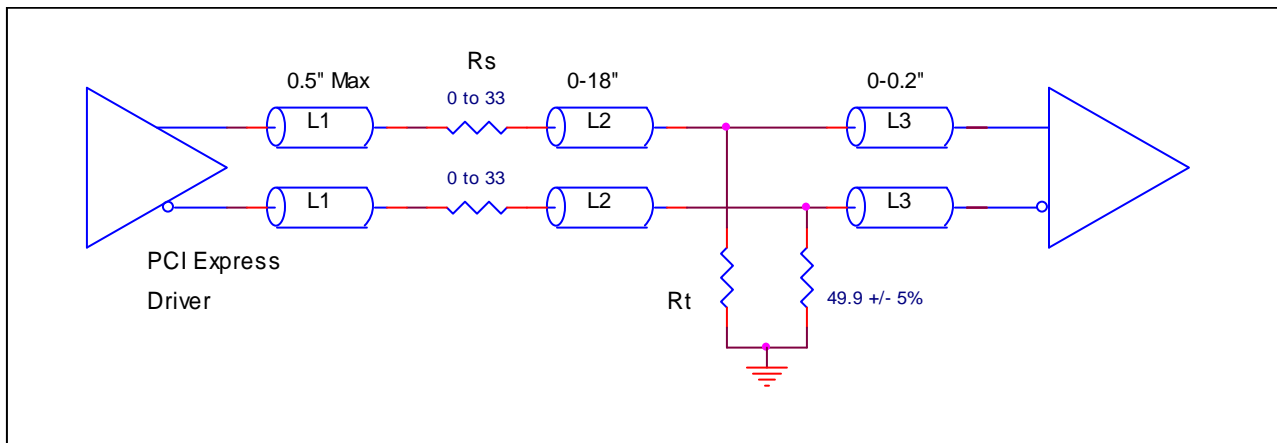 Rs
0.5" Max
0-18"
0-0.2"
0 to 33
L1
L2
L3
0 to 33
L1
L2
L3
PCI Express
Driver
Rt
49.9 +/- 5%